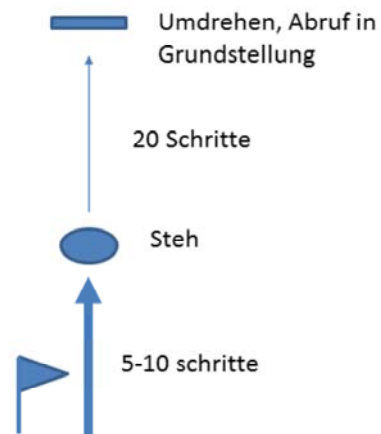 Umdrehen, Abruf in
Grundstellung
20 Schritte
Steh
5-10 schritte